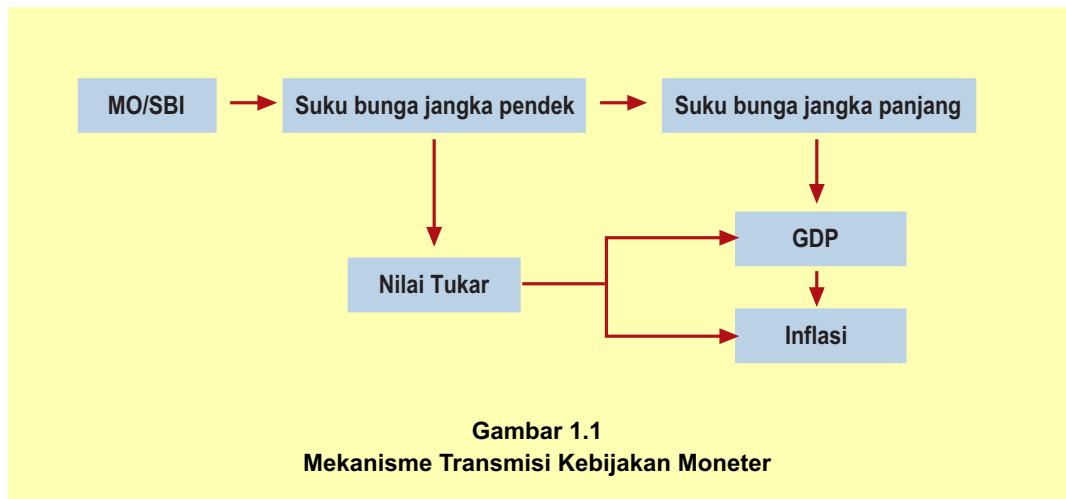 MO/SBI
Suku bunga jangka pendek
Suku bunga jangka panjang
GDP
Nilai Tukar
Inflasi
Gambar 1.1
Mekanisme Transmisi Kebijakan Moneter